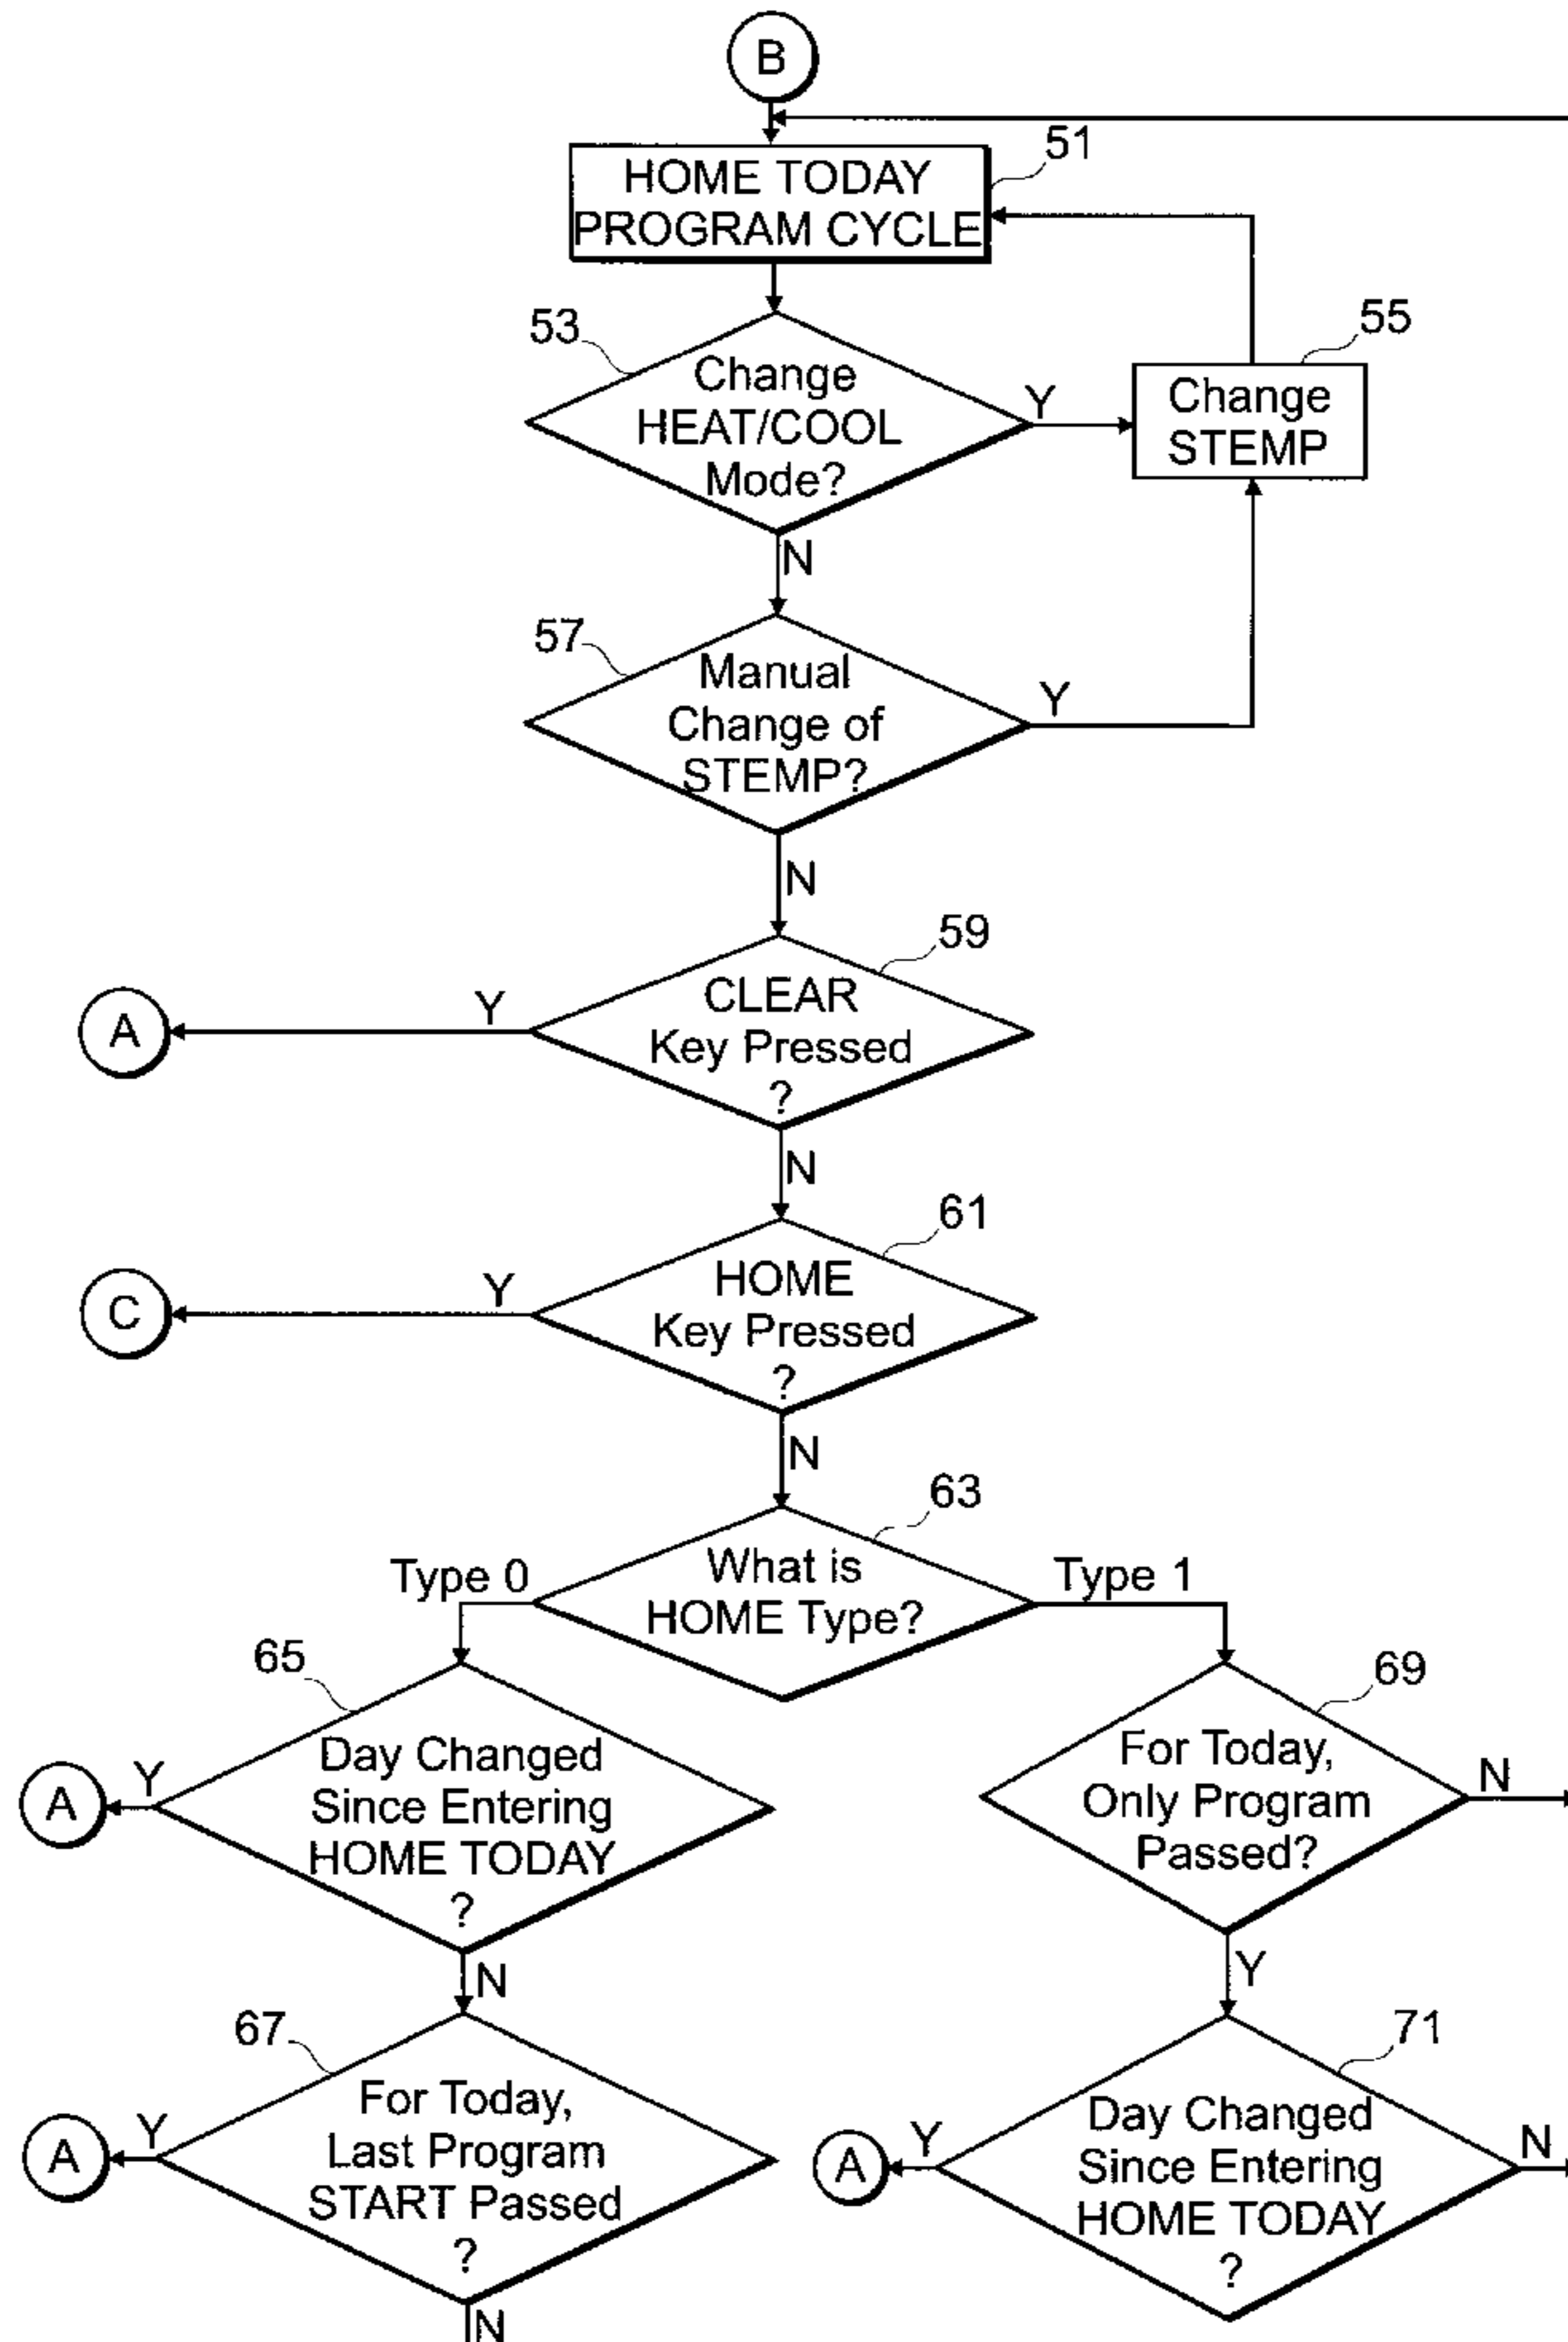 B
51
HOME TODAY
PROGRAM CYCLE
53
Change
HEAT/COOL
Mode?
Y
55
Change
STEMP
N
57
Manual
Change of
STEMP?
Y
N
59
CLEAR
Key Pressed
?
Y
A
N
61
HOME
Key Pressed
?
Y
C
N
63
What is
HOME Type?
Type 0
Type 1
65
Day Changed
Since Entering
HOME TODAY
?
Y
A
N
69
For Today,
Only Program
Passed?
N
Y
67
For Today,
Last Program
START Passed
?
Y
A
N
71
Day Changed
Since Entering
HOME TODAY
?
Y
A
N